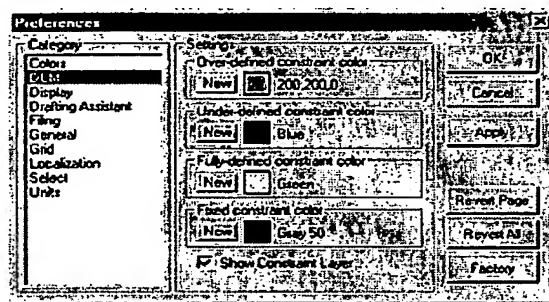 Preferences
Category
Colors
DCM
Display
Drafting Assistant
Filing
General
Grid
Localization
Select
Units
Settings
Over-defined constraint color
New 200,200,0
Under-defined constraint color
New Blue
Fully-defined constraint color
New Green
Fixed constraint color
New Gray 50
Show Constraint Layer
OK
Cancel
Apply
Revert Page
Revert All
Factory